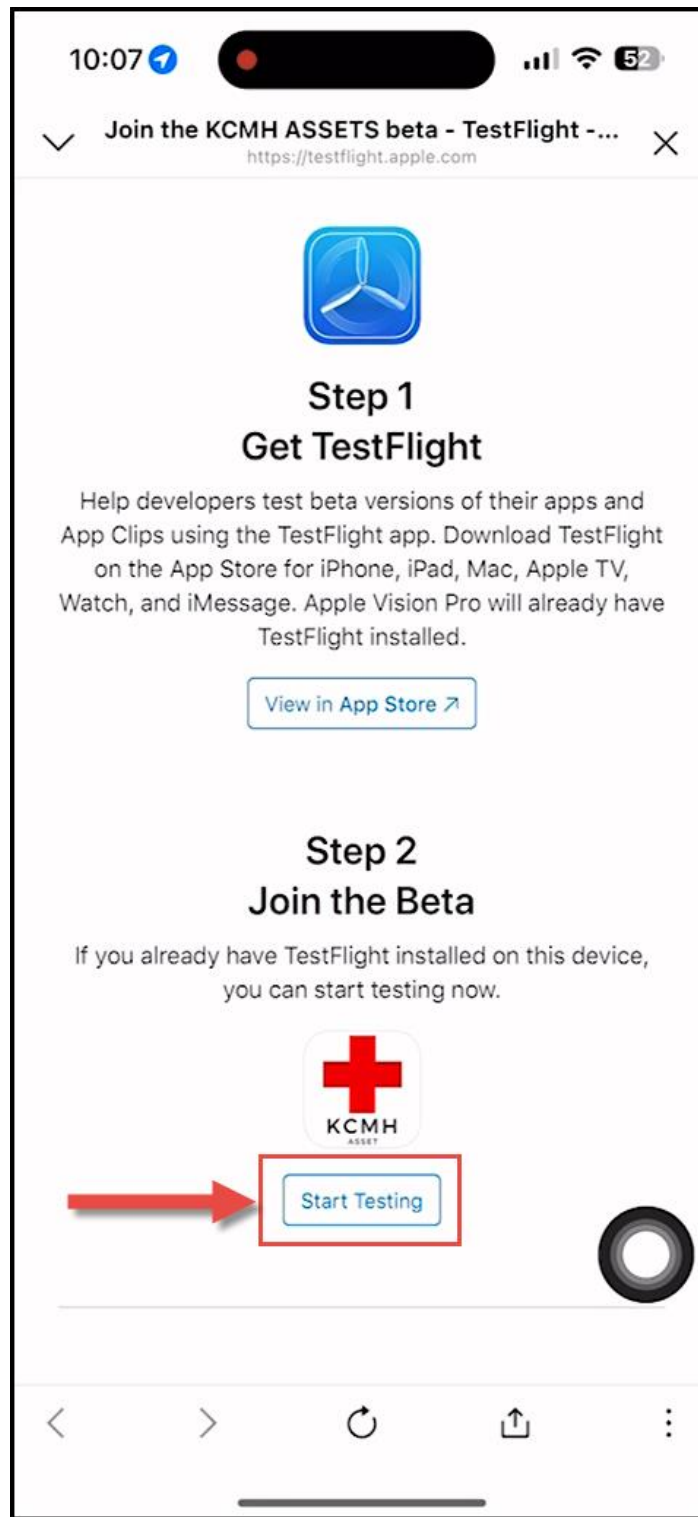 10:07
52
Join the KCMH ASSETS beta - TestFlight -...
https://testflight.apple.com
Step 1
Get TestFlight
Help developers test beta versions of their apps and
App Clips using the TestFlight app. Download TestFlight
on the App Store for iPhone, iPad, Mac, Apple TV,
Watch, and iMessage. Apple Vision Pro will already have
TestFlight installed.
View in App Store ↗
Step 2
Join the Beta
If you already have TestFlight installed on this device,
you can start testing now.
KCMH
ASSET
Start Testing